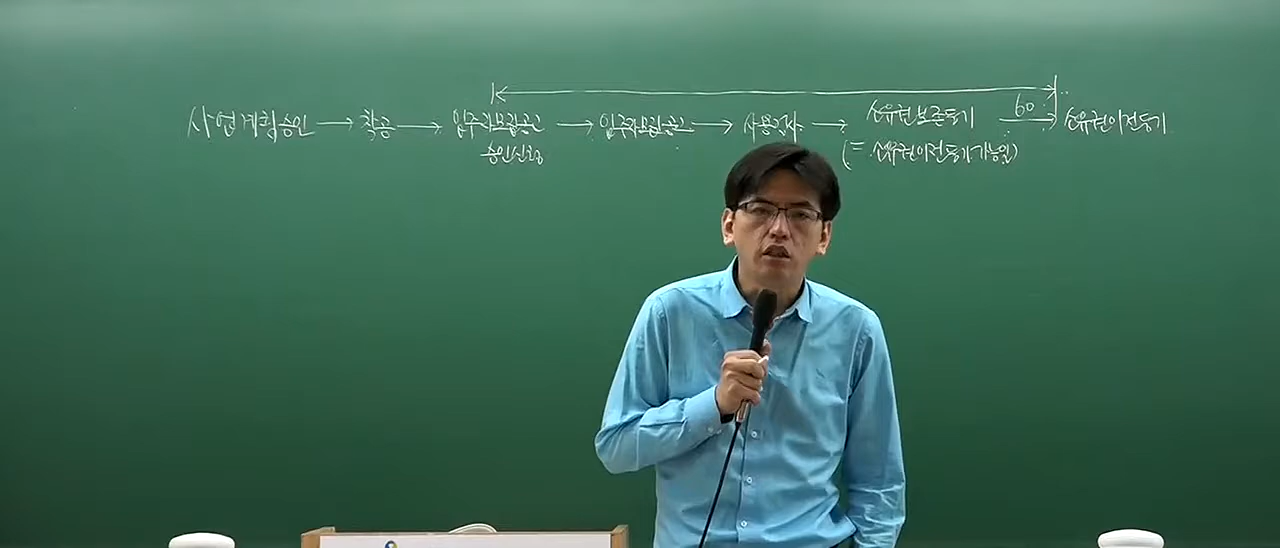 사업계획승인 → 착공 → 입주자모집공고 → 입주자모집공고 → 사용검사 → 소유권보존등기 60 → 소유권이전등기
승인신청 (= 소유권이전등기가능일)